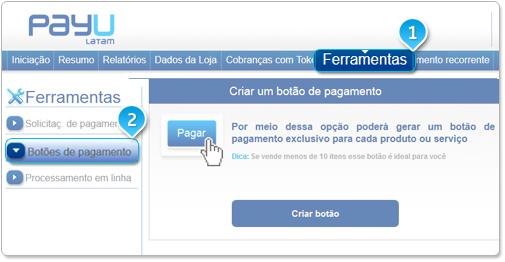 PayU
LATAM
1
Iniciação Resumo Relatórios Dados da Loja Cobranças com Toke Ferramentas mento recorrente
Ferramentas
Criar um botão de pagamento
Solicitaç de pagamer
2
Botões de pagamento
Processamento em linha
Pagar
Por meio dessa opção poderá gerar um botão de
pagamento exclusivo para cada produto ou serviço
Dica: Se vende menos de 10 itens esse botão é ideal para você
Criar botão